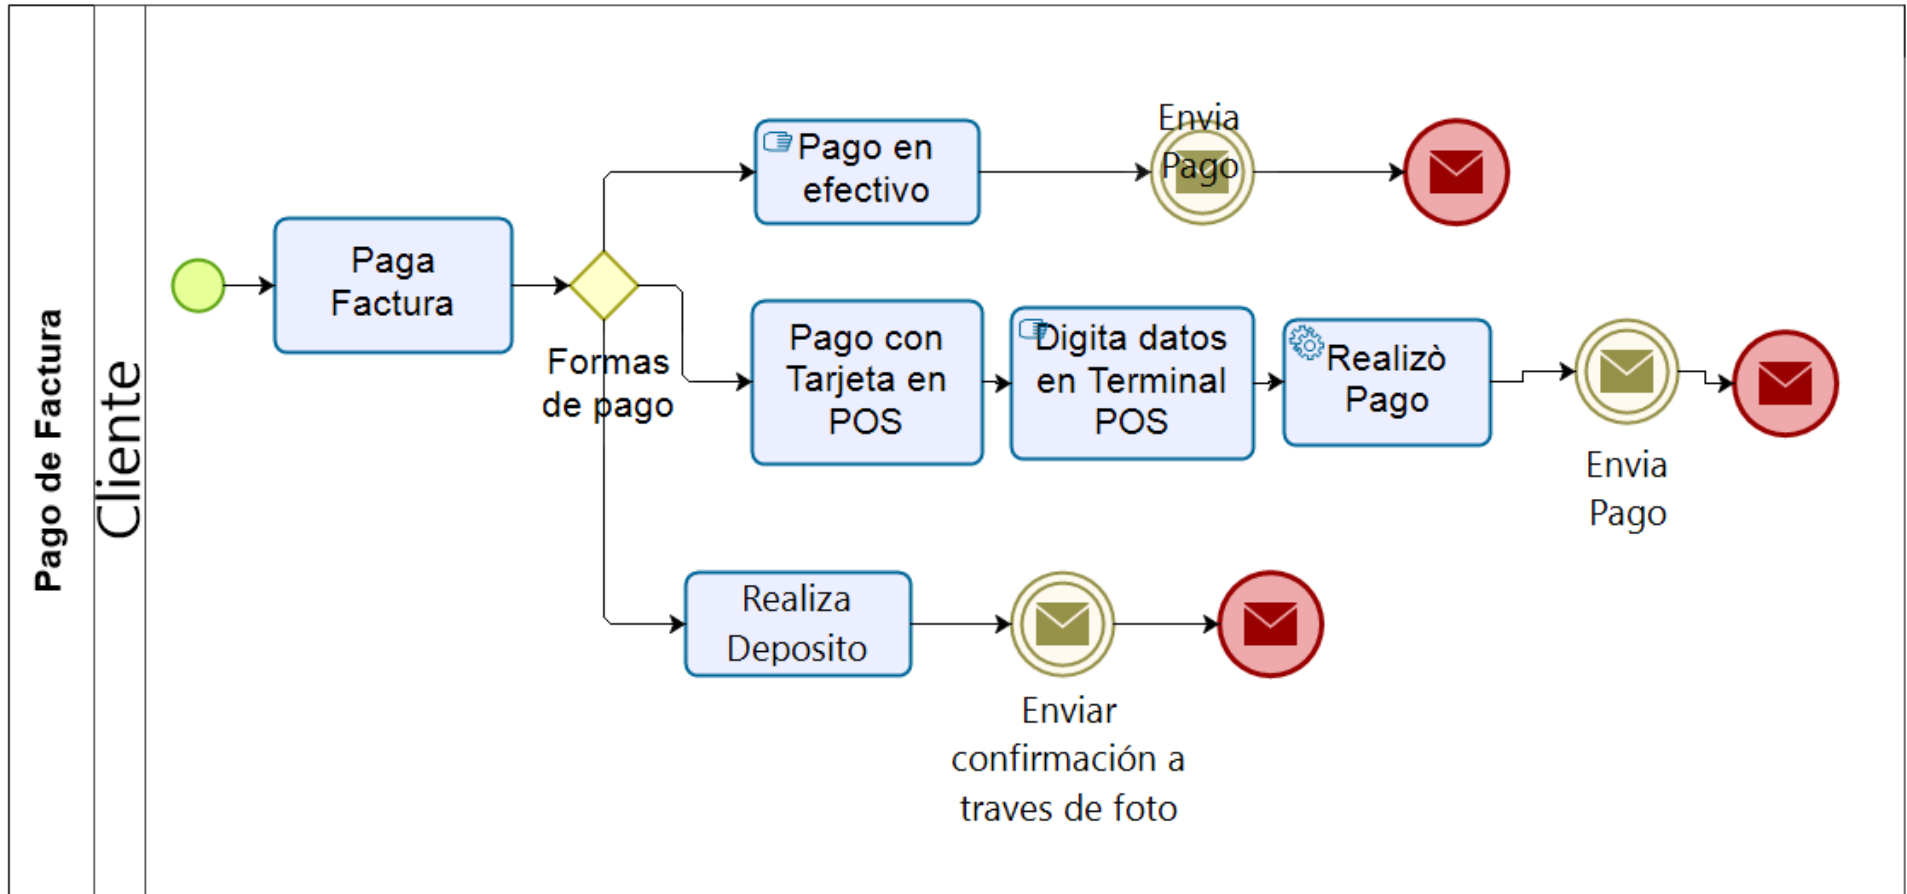 Pago de Factura
Cliente
Paga
Factura
Formas
de pago
Pago en
efectivo
Envia
Pago
Pago con
Tarjeta en
POS
Digita datos
en Terminal
POS
Realizò
Pago
Envia
Pago
Realiza
Deposito
Enviar
confirmación a
traves de foto